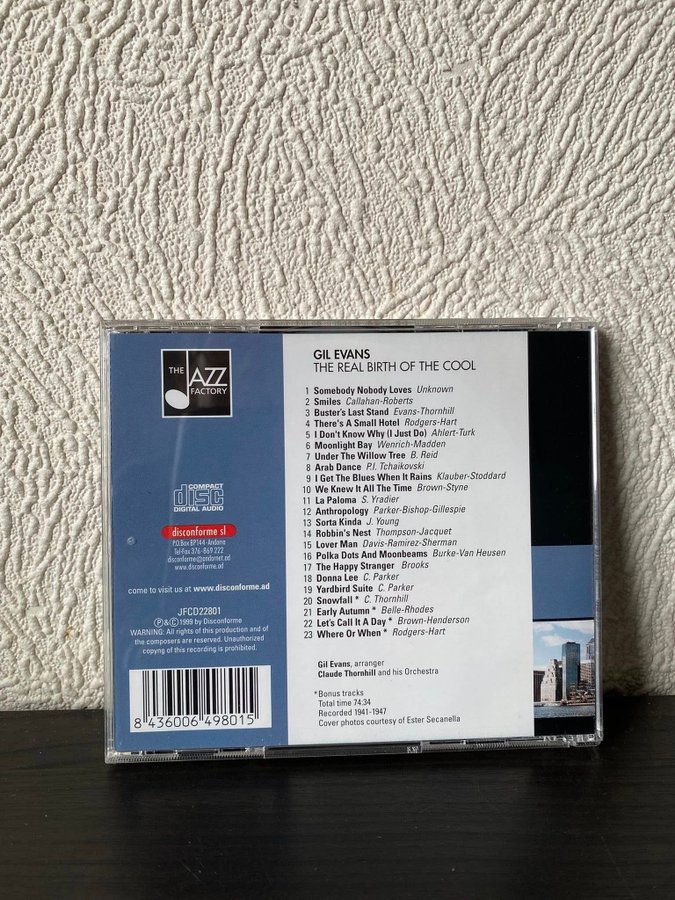 THE
JAZZ
FACTORY
COMPACT
disc
DIGITAL AUDIO
disconforme sl
P.O.Box BP144-Andorra
Tel-Fax 376-869 222
disconforme@andornet.ad
www.disconforme.ad
come to visit us at www.disconforme.ad
JFCD22801
Ⓟ&Ⓒ 1999 by Disconforme
WARNING: All rights of this production and of
the composers are reserved. Unauthorized
copyng of this recording is prohibited.
8 436006 498015
GIL EVANS
THE REAL BIRTH OF THE COOL
1 Somebody Nobody Loves Unknown
2 Smiles Callahan-Roberts
3 Buster's Last Stand Evans-Thornhill
4 There's A Small Hotel Rodgers-Hart
5 I Don't Know Why (I Just Do) Ahlert-Turk
6 Moonlight Bay Wenrich-Madden
7 Under The Willow Tree B. Reid
8 Arab Dance P.I. Tchaikovski
9 I Get The Blues When It Rains Klauber-Stoddard
10 We Knew It All The Time Brown-Styne
11 La Paloma S. Yradier
12 Anthropology Parker-Bishop-Gillespie
13 Sorta Kinda J. Young
14 Robbin's Nest Thompson-Jacquet
15 Lover Man Davis-Ramirez-Sherman
16 Polka Dots And Moonbeams Burke-Van Heusen
17 The Happy Stranger Brooks
18 Donna Lee C. Parker
19 Yardbird Suite C. Parker
20 Snowfall * C. Thornhill
21 Early Autumn * Belle-Rhodes
22 Let's Call It A Day * Brown-Henderson
23 Where Or When * Rodgers-Hart
Gil Evans, arranger
Claude Thornhill and his Orchestra
*Bonus tracks
Total time 74:34
Recorded 1941-1947
Cover photos courtesy of Ester Secanella